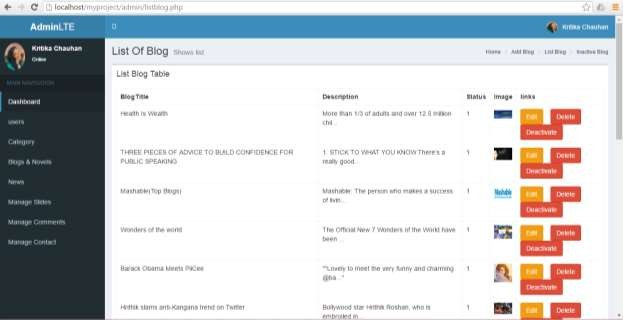 localhost/myproject/admin/listblog.php
AdminLTE
Kritika Chauhan
Kritika Chauhan
Online
MAIN NAVIGATION
Dashboard
users
Category
Blogs & Novels
News
Manage Slides
Manage Comments
Manage Contact
List Of Blog Shows list
Home / Add Blog / List Blog / Inactive Blog
List Blog Table
BlogTitle Description Status Image links
Health is Wealth More than 1/3 of adults and over 12.5 million 1 Edit Delete
chil... Deactivate
THREE PIECES OF ADVICE TO BUILD CONFIDENCE FOR 1. STICK TO WHAT YOU KNOW There's a 1 Edit Delete
PUBLIC SPEAKING really good... Deactivate
Mashable(Top Blogs) Mashable: The person who makes a success 1 Mashable Edit Delete
of livin... Deactivate
Wonders of the world The Official New 7 Wonders of the World have 1 Edit Delete
been ... Deactivate
Barack Obama Meets PNCee ""Lovely to meet the very funny and charming 1 Edit Delete
@ba..." Deactivate
Hrithik slams anti-Kangana trend on Twitter Bollywood star Hrithik Roshan, who is 1 Edit Delete
embroiled in... Deactivate